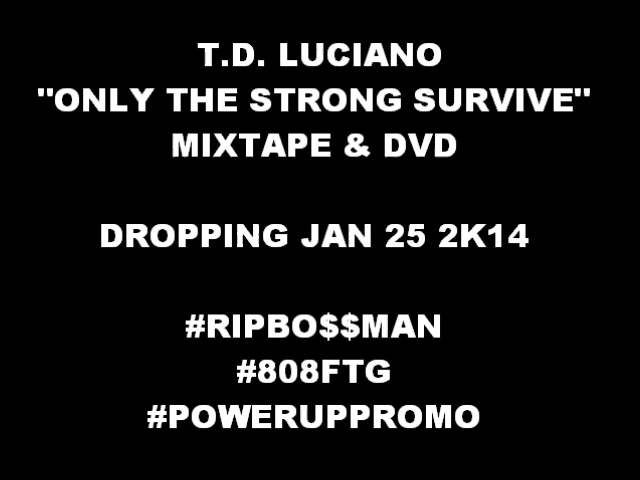 T.D. LUCIANO
"ONLY THE STRONG SURVIVE"
MIXTAPE & DVD
DROPPING JAN 25 2K14
#RIPBO$$MAN
#808FTG
#POWERUPPROMO